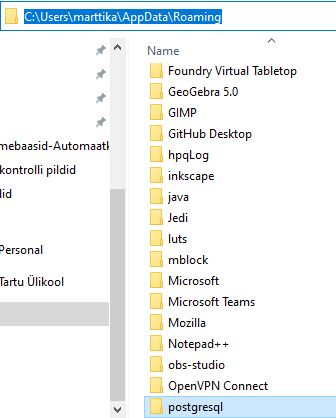 C:\Users\marttika\AppData\Roaming
Name
Foundry Virtual Tabletop
GeoGebra 5.0
GIMP
GitHub Desktop
hpqLog
inkscape
java
Jedi
luts
mblock
Microsoft
Microsoft Teams
Mozilla
Notepad++
obs-studio
OpenVPN Connect
postgresql
mebaasid-Automaatk
kontrolli pildid
did
Personal
Tartu Ülikool